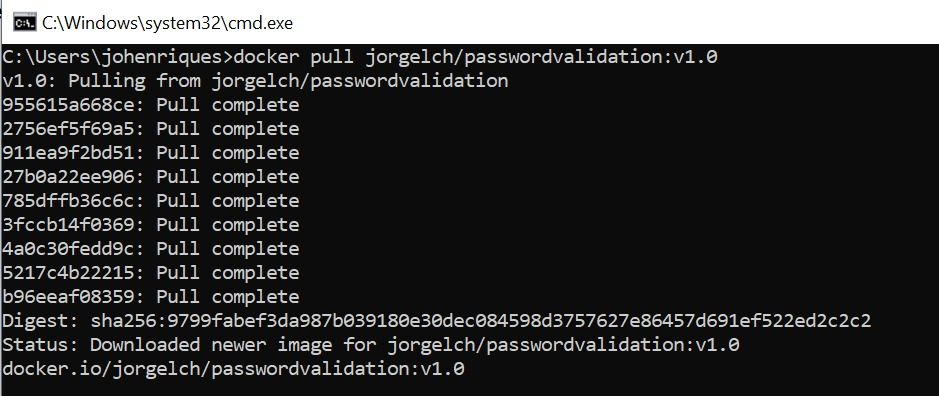 C:\Windows\system32\cmd.exe
C:\Users\johenriques>docker pull jorgelch/passwordvalidation:v1.0
v1.0: Pulling from jorgelch/passwordvalidation
955615a668ce: Pull complete
2756ef5f69a5: Pull complete
911ea9f2bd51: Pull complete
27b0a22ee906: Pull complete
785dffb36c6c: Pull complete
3fccb14f0369: Pull complete
4a0c30fedd9c: Pull complete
5217c4b22215: Pull complete
b96eeaf08359: Pull complete
Digest: sha256:9799fabef3da987b039180e30dec084598d3757627e86457d691ef522ed2c2c2
Status: Downloaded newer image for jorgelch/passwordvalidation:v1.0
docker.io/jorgelch/passwordvalidation:v1.0